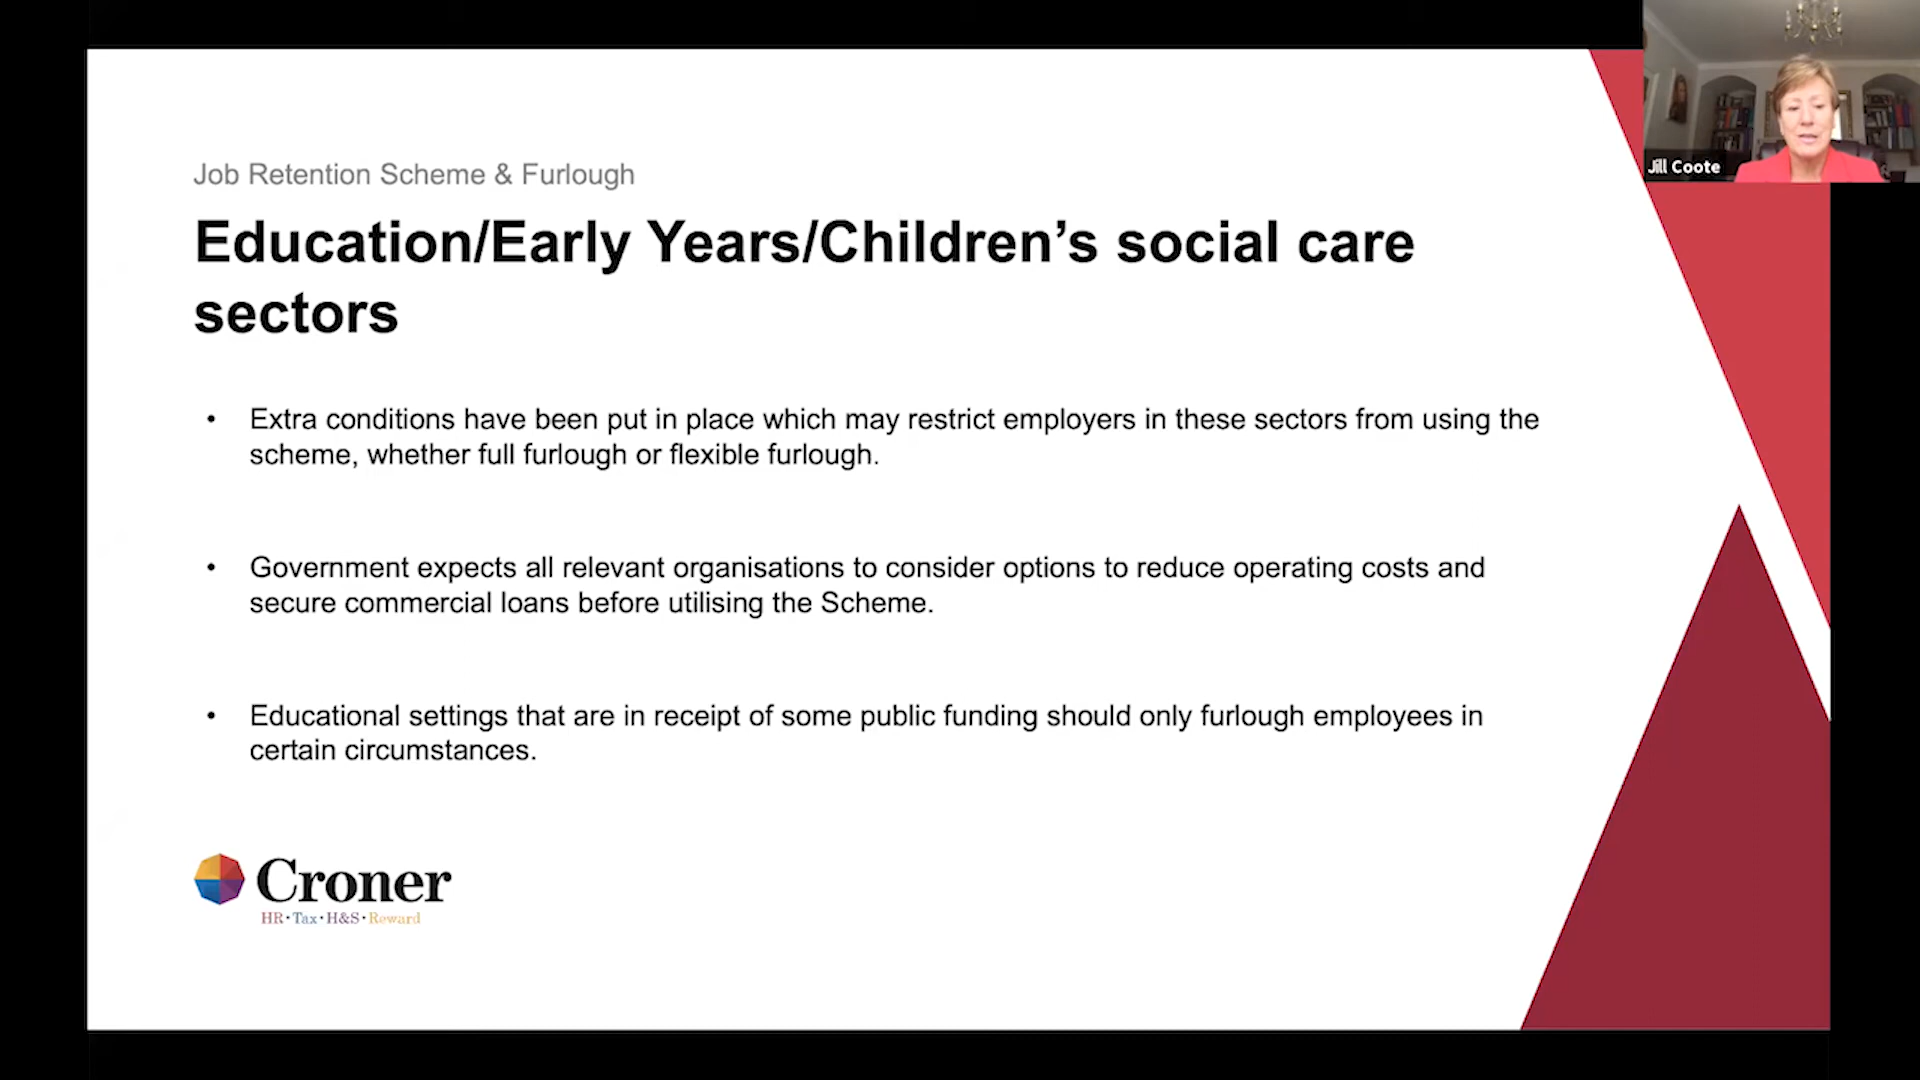 Jill Coote
Job Retention Scheme & Furlough
Education/Early Years/Children’s social care
sectors
• Extra conditions have been put in place which may restrict employers in these sectors from using the
scheme, whether full furlough or flexible furlough.
• Government expects all relevant organisations to consider options to reduce operating costs and
secure commercial loans before utilising the Scheme.
• Educational settings that are in receipt of some public funding should only furlough employees in
certain circumstances.
Croner
HR • Tax • H&S • Reward